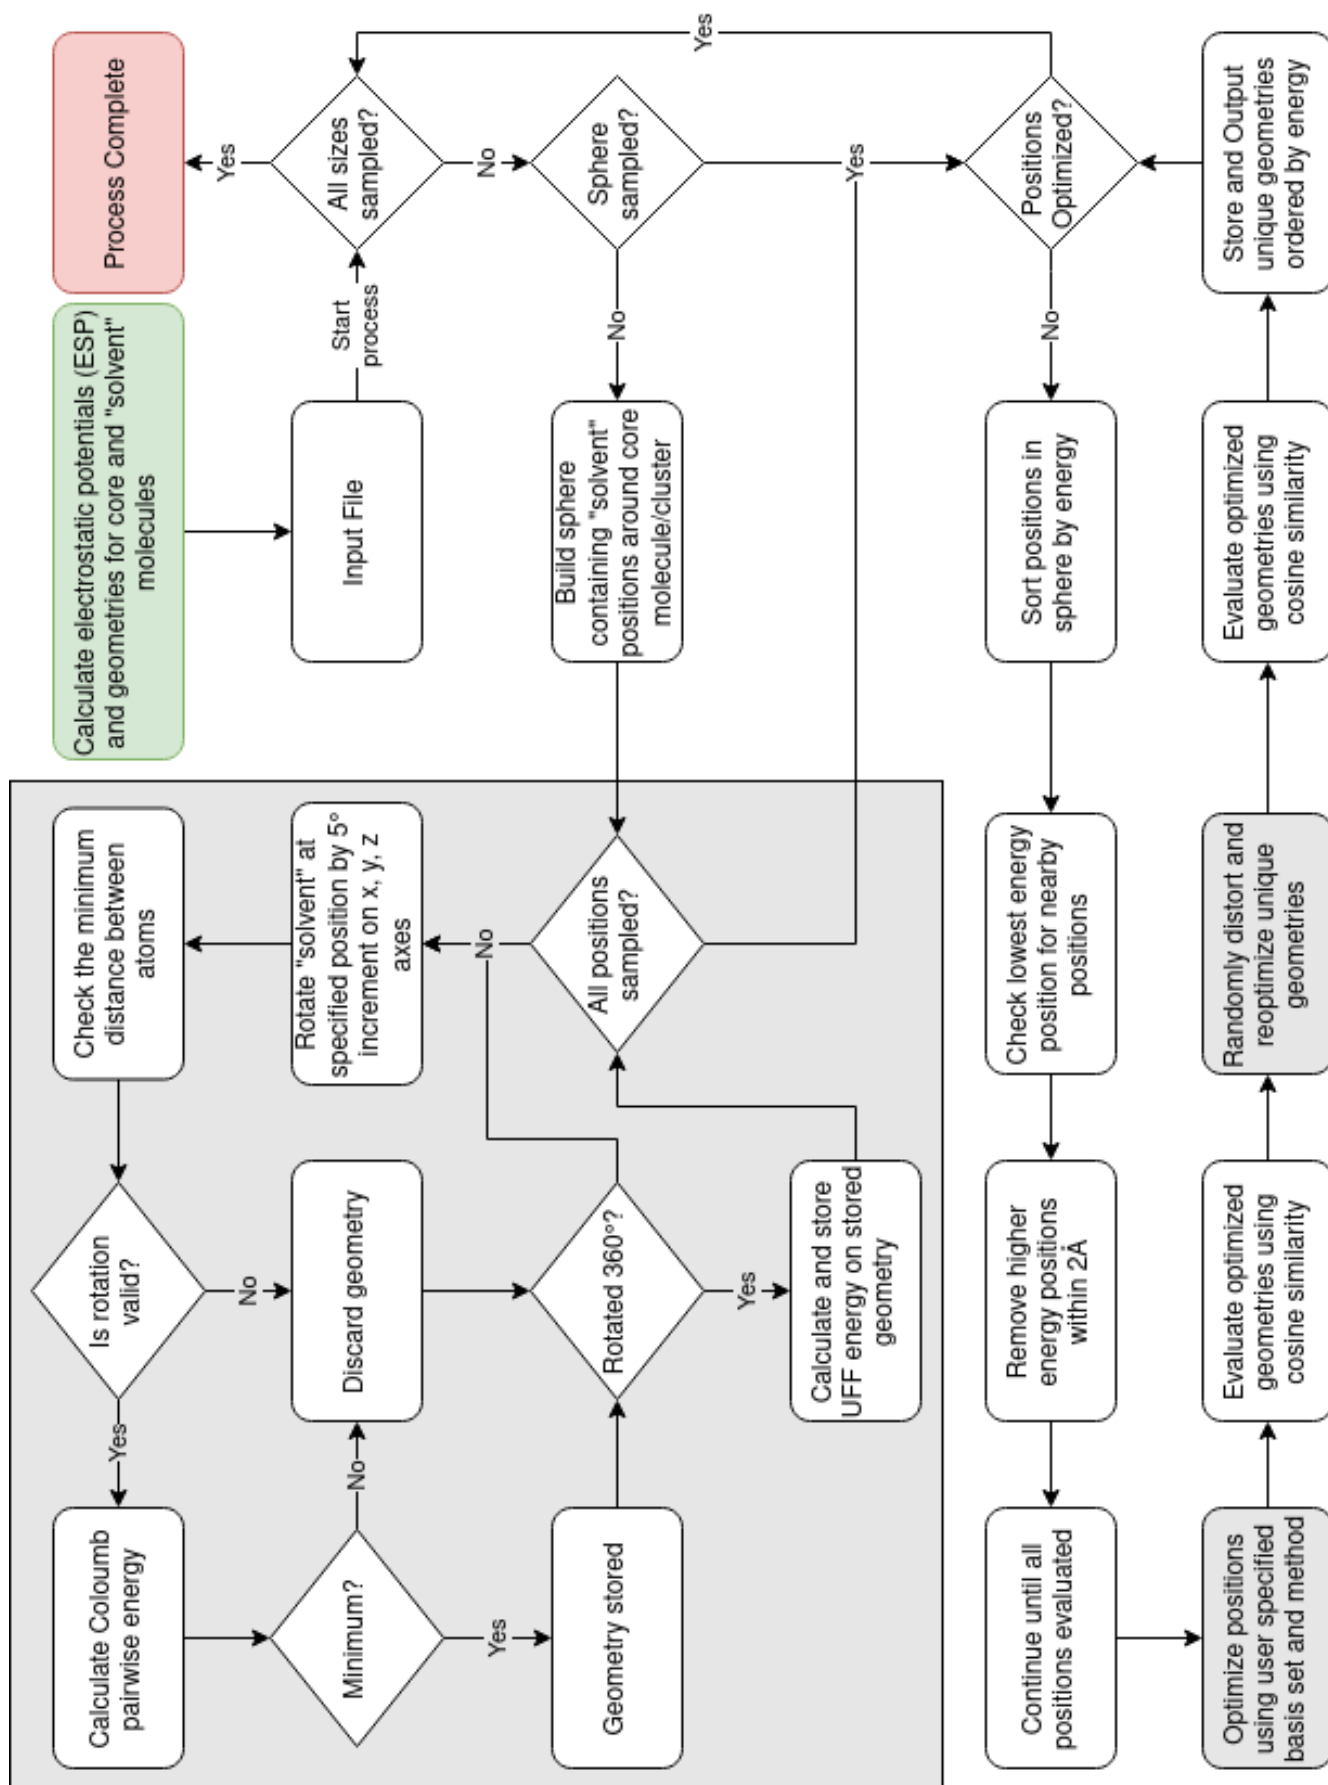 Calculate Coloumb
pairwise energy
Yes
Is rotation
valid?
Check the minimum
distance between
atoms
Calculate electrostatic potentials (ESP)
and geometries for core and "solvent"
molecules
Process Complete
Minimum?
No
Discard geometry
No
Rotate "solvent" at
specified position by 5°
increment on x, y, z
axes
Input File
Start
process
All sizes
sampled?
Yes
Yes
Geometry stored
Rotated 360°?
No
All positions
sampled?
Build sphere
containing "solvent"
positions around core
molecule/cluster
No
Sphere
sampled?
No
Yes
Calculate and store
UFF energy on stored
geometry
Yes
Yes
Continue until all
positions evaluated
Remove higher
energy positions
within 2Å
Check lowest energy
position for nearby
positions
Sort positions in
sphere by energy
No
Positions
Optimized?
Optimize positions
using user specified
basis set and method
Evaluate optimized
geometries using
cosine similarity
Randomly distort and
reoptimize unique
geometries
Evaluate optimized
geometries using
cosine similarity
Store and Output
unique geometries
ordered by energy